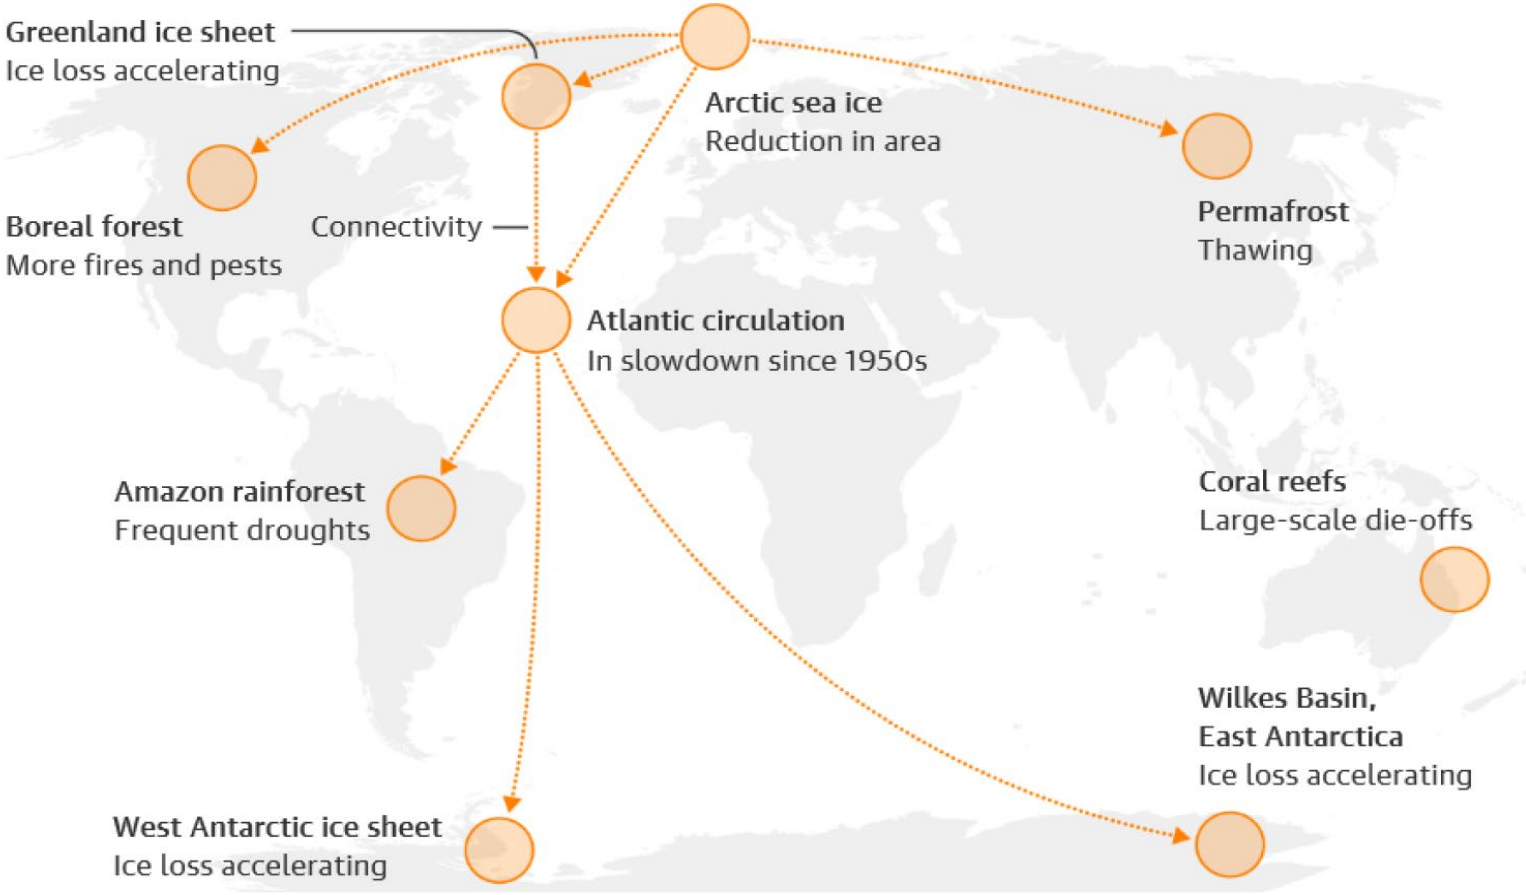 Greenland ice sheet
Ice loss accelerating
Arctic sea ice
Reduction in area
Boreal forest
More fires and pests
Connectivity
Permafrost
Thawing
Atlantic circulation
In slowdown since 1950s
Amazon rainforest
Frequent droughts
Coral reefs
Large-scale die-offs
Wilkes Basin,
East Antarctica
Ice loss accelerating
West Antarctic ice sheet
Ice loss accelerating